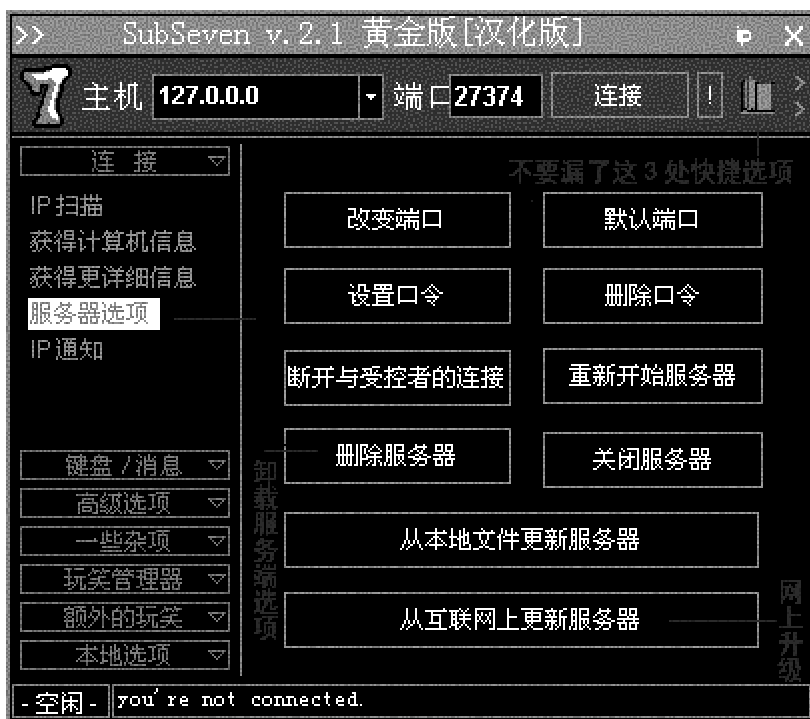 SubSeven v.2.1 黄金版[汉化版]
主机 127.0.0.0 端口 27374 连接 !
连接
不要漏了这3处快捷选项
IP扫描
获得计算机信息
获得更详细信息
服务器选项
IP通知
改变端口 默认端口
设置口令 删除口令
断开与受控者的连接 重新开始服务器
删除服务器 关闭服务器
从本地文件更新服务器
从互联网上更新服务器
卸载服务端选项
网上升级
键盘/消息
高级选项
一些杂项
玩笑管理器
额外的玩笑
本地选项
-空闲- you're not connected.